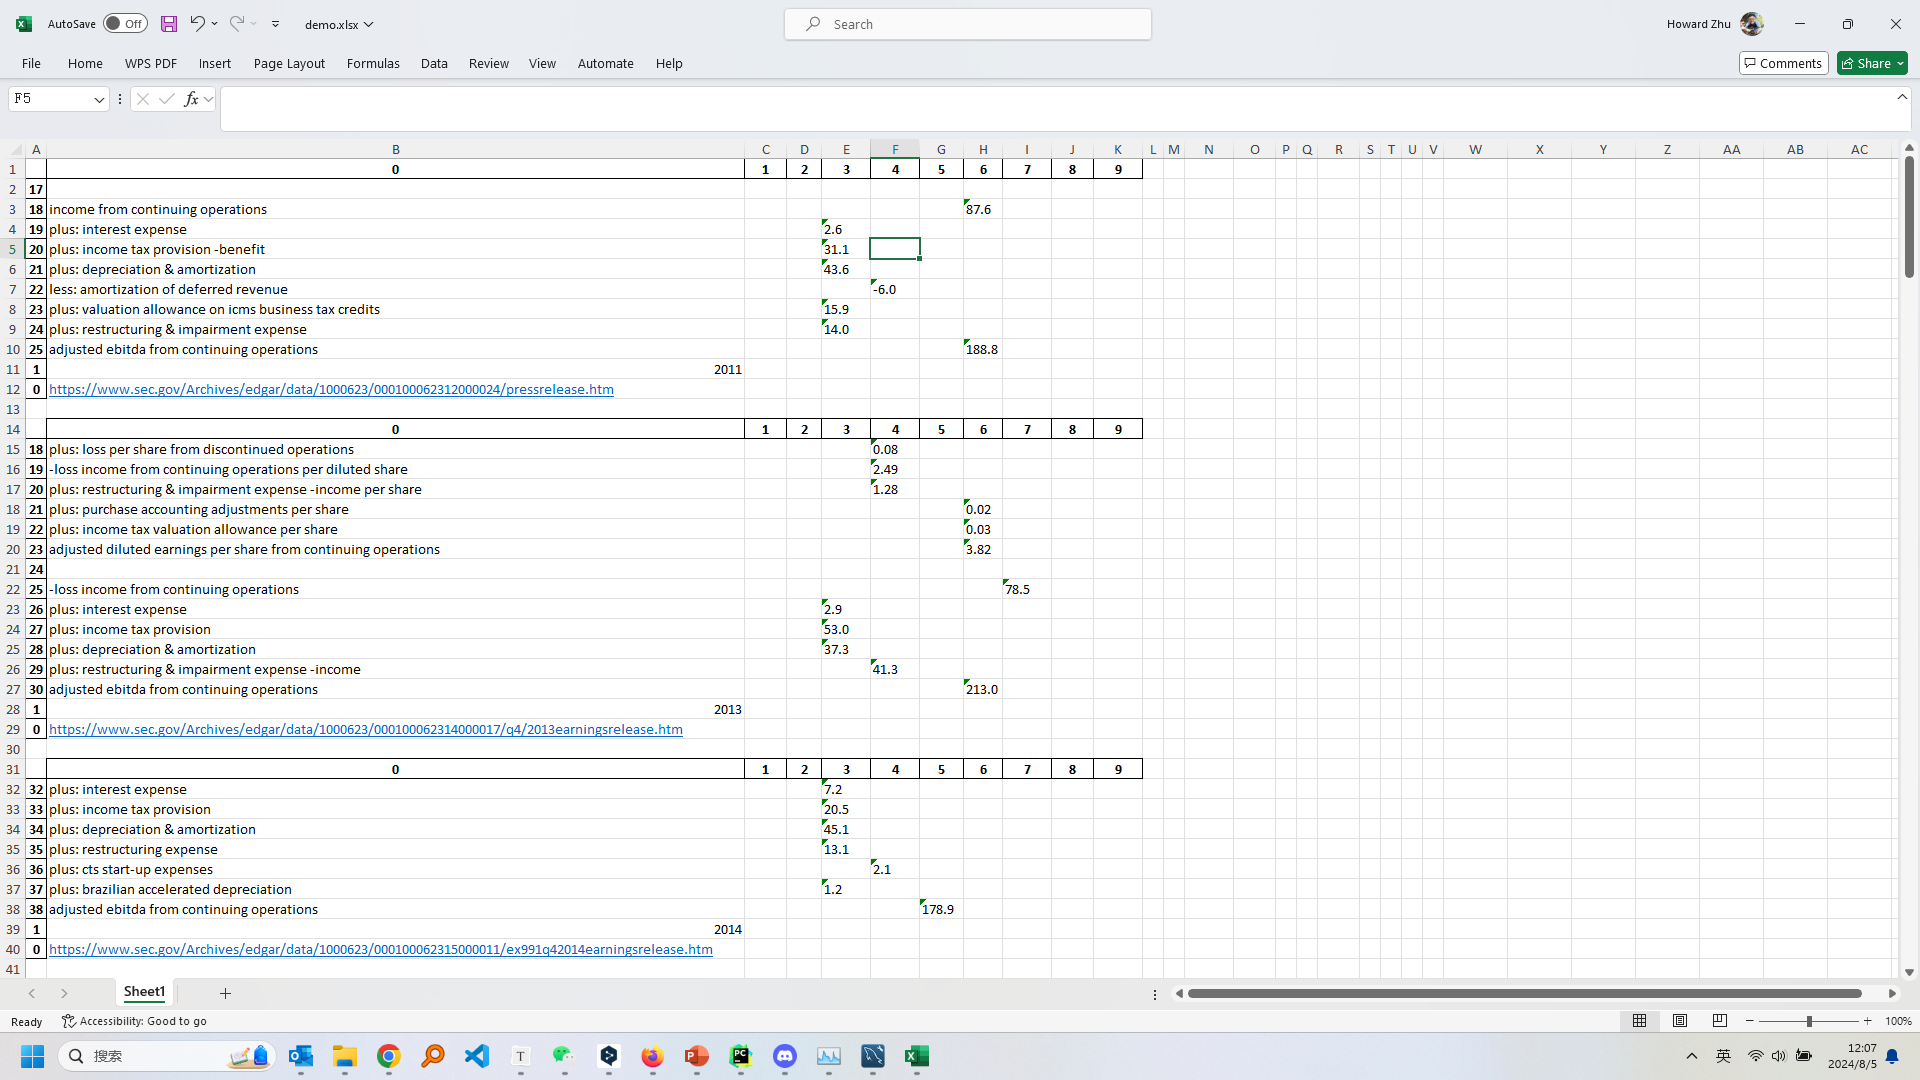 AutoSave Off demo.xlsx Search Howard Zhu
File Home WPS PDF Insert Page Layout Formulas Data Review View Automate Help Comments Share
F5 fx
A B C D E F G H I J K L M N O P Q R S T U V W X Y Z AA AB AC
1 0 1 2 3 4 5 6 7 8 9
2 17
3 18 income from continuing operations 87.6
4 19 plus: interest expense 2.6
5 20 plus: income tax provision -benefit 31.1
6 21 plus: depreciation & amortization 43.6
7 22 less: amortization of deferred revenue -6.0
8 23 plus: valuation allowance on icms business tax credits 15.9
9 24 plus: restructuring & impairment expense 14.0
10 25 adjusted ebitda from continuing operations 188.8
11 1 2011
12 0 https://www.sec.gov/Archives/edgar/data/1000623/000100062312000024/pressrelease.htm
13
14 0 1 2 3 4 5 6 7 8 9
15 18 plus: loss per share from discontinued operations 0.08
16 19 -loss income from continuing operations per diluted share 2.49
17 20 plus: restructuring & impairment expense -income per share 1.28
18 21 plus: purchase accounting adjustments per share 0.02
19 22 plus: income tax valuation allowance per share 0.03
20 23 adjusted diluted earnings per share from continuing operations 3.82
21 24
22 25 -loss income from continuing operations 78.5
23 26 plus: interest expense 2.9
24 27 plus: income tax provision 53.0
25 28 plus: depreciation & amortization 37.3
26 29 plus: restructuring & impairment expense -income 41.3
27 30 adjusted ebitda from continuing operations 213.0
28 1 2013
29 0 https://www.sec.gov/Archives/edgar/data/1000623/000100062314000017/q4/2013earningsrelease.htm
30
31 0 1 2 3 4 5 6 7 8 9
32 32 plus: interest expense 7.2
33 33 plus: income tax provision 20.5
34 34 plus: depreciation & amortization 45.1
35 35 plus: restructuring expense 13.1
36 36 plus: cts start-up expenses 2.1
37 37 plus: brazilian accelerated depreciation 1.2
38 38 adjusted ebitda from continuing operations 178.9
39 1 2014
40 0 https://www.sec.gov/Archives/edgar/data/1000623/000100062315000011/ex991q42014earningsrelease.htm
41
Sheet1
Ready Accessibility: Good to go 100%
搜索 英 12:07
2024/8/5